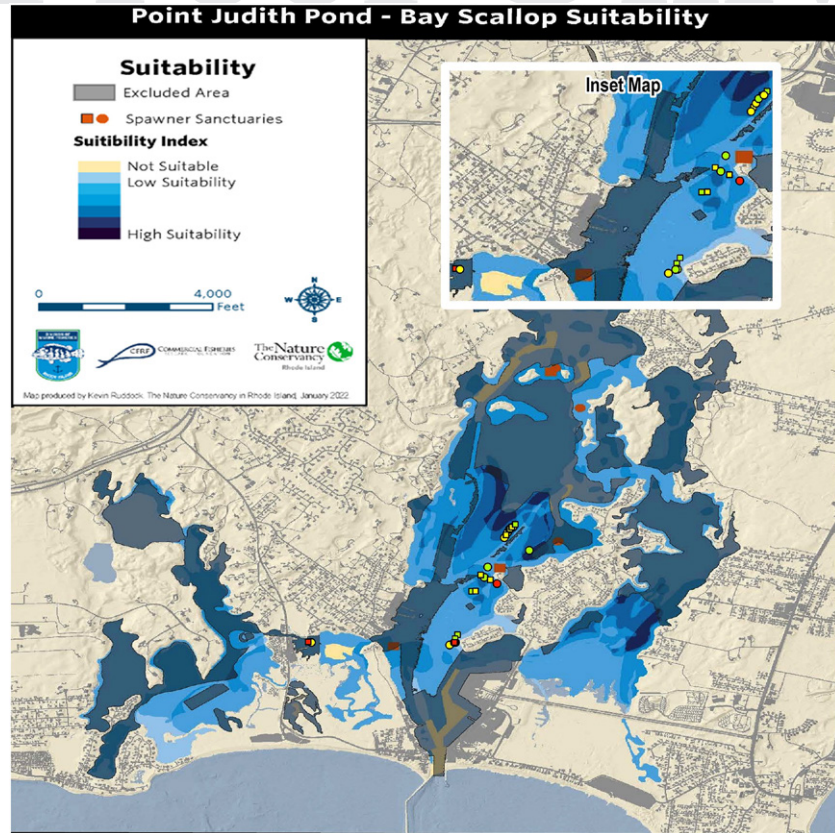 Point Judith Pond - Bay Scallop Suitability
Suitability
Excluded Area
Spawner Sanctuaries
Suitibility Index
Not Suitable
Low Suitability
High Suitability
0 4,000
Feet
N
W E
S
CFRF
COMMERCIAL FISHERIES
The Nature
Conservancy
Rhode Island
Map produced by Kevin Ruddock, The Nature Conservancy in Rhode Island, January 2022
Inset Map